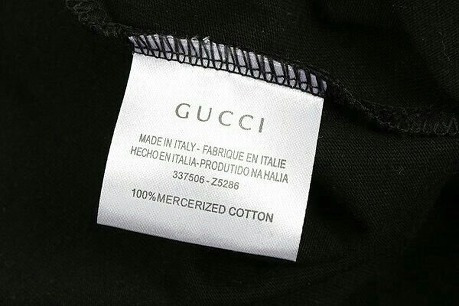 GUCCI
MADE IN ITALY - FABRIQUE EN ITALIE
HECHO EN ITALIA-PRODUTIDO NA HALIA
337506-Z5286
100% MERCERIZED COTTON